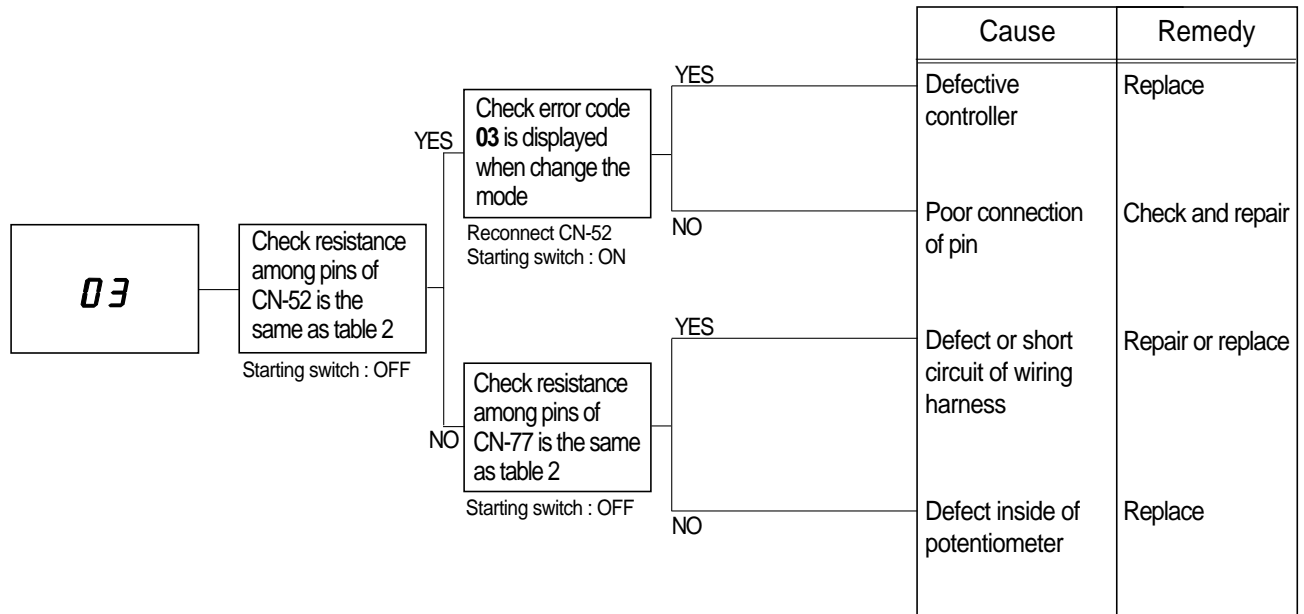 Cause
Remedy
YES
Defective
controller
Replace
Check error code
03 is displayed
when change the
mode
YES
Reconnect CN-52
Starting switch : ON
NO
Poor connection
of pin
Check and repair
03
Check resistance
among pins of
CN-52 is the
same as table 2
Starting switch : OFF
YES
Defect or short
circuit of wiring
harness
Repair or replace
NO
Check resistance
among pins of
CN-77 is the same
as table 2
Starting switch : OFF
NO
Defect inside of
potentiometer
Replace